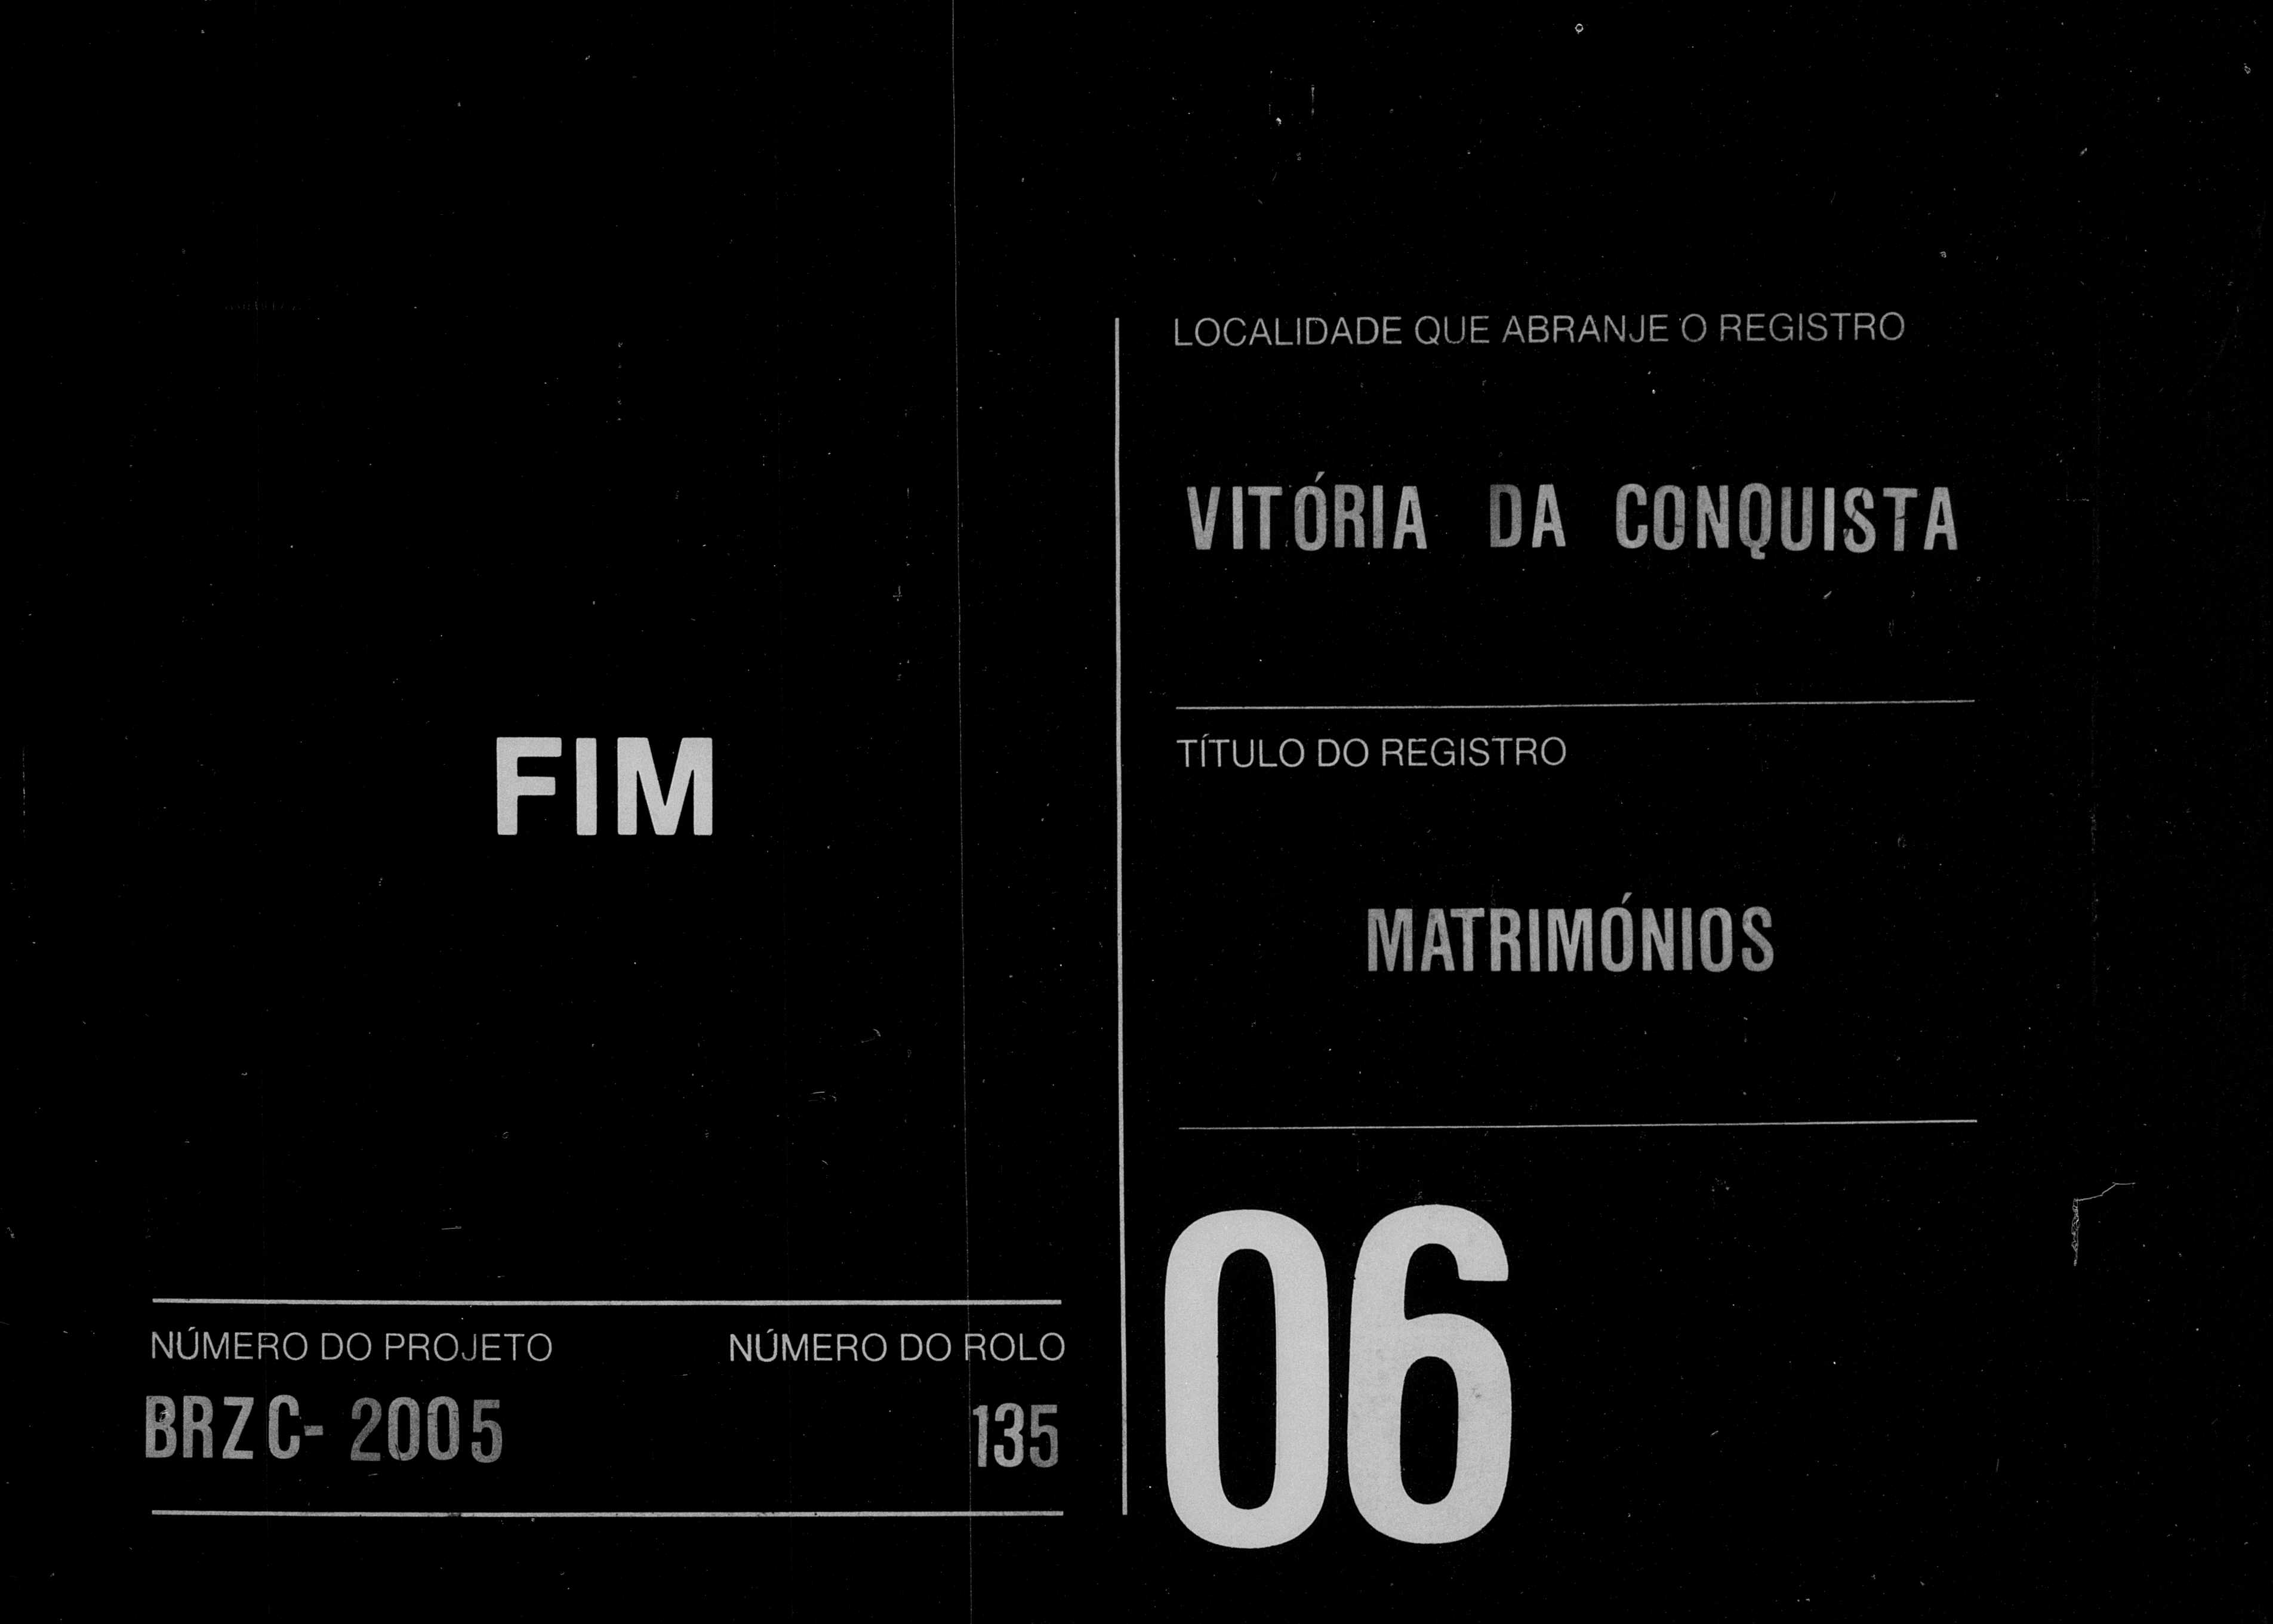 FIM
NÚMERO DO PROJETO
BRZC- 2005
NÚMERO DO ROLO
135
LOCALIDADE QUE ABRANJE O REGISTRO
VITÓRIA DA CONQUISTA
TÍTULO DO REGISTRO
MATRIMÓNIOS
06